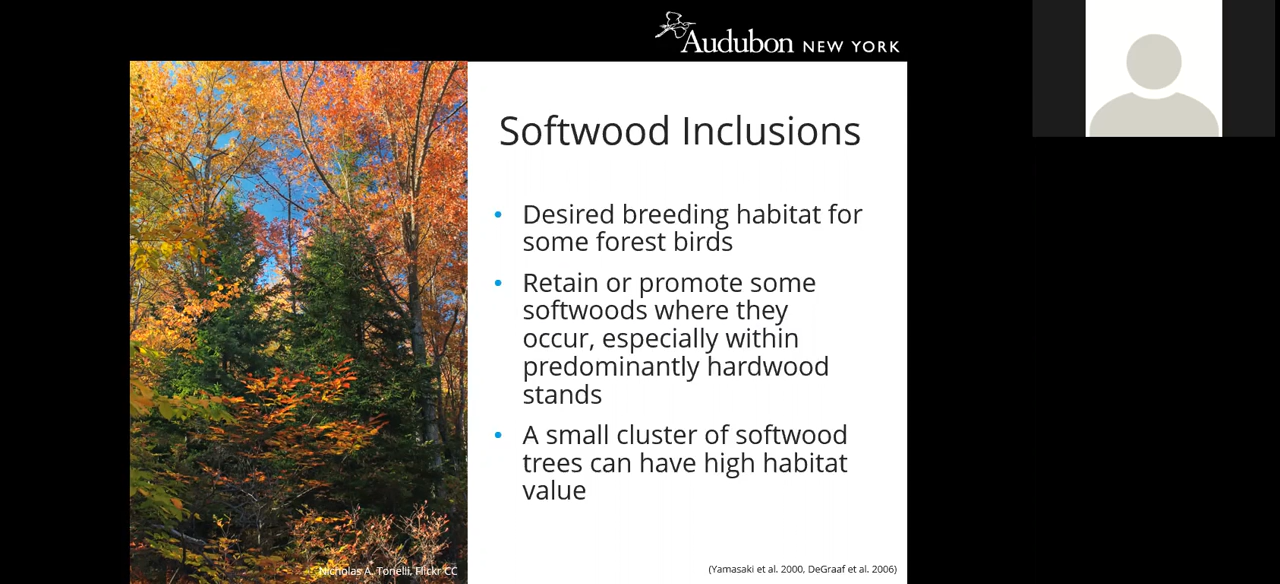 Audubon NEW YORK
Softwood Inclusions
• Desired breeding habitat for
some forest birds
• Retain or promote some
softwoods where they
occur, especially within
predominantly hardwood
stands
• A small cluster of softwood
trees can have high habitat
value
Nicholas A. Tonelli, Flickr CC
(Yamasaki et al. 2000, DeGraaf et al. 2006)